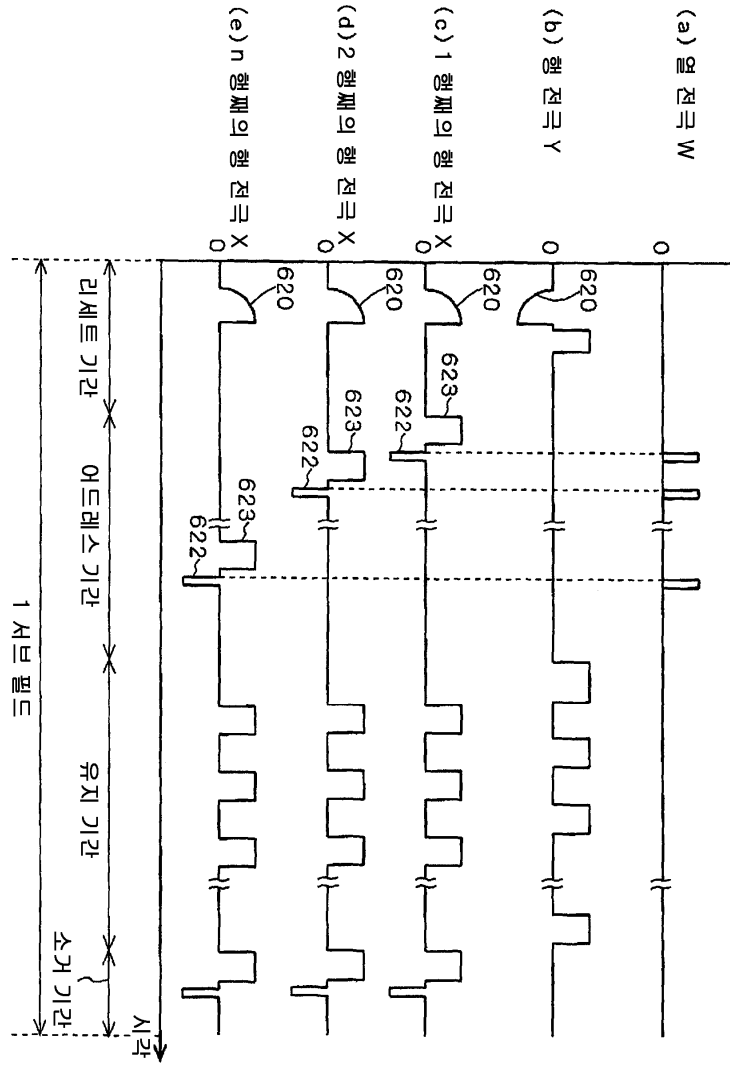 (a) 열 전극 W 0
(b) 행 전극 Y 0
620
(c) 1 행째의 행 전극 X 0
620
623
622
(d) 2 행째의 행 전극 X 0
620
623
622
(e) n 행째의 행 전극 X 0
620
623
622
시각
리세트 기간
어드레스 기간
유지 기간
소거 기간
1 서브 필드